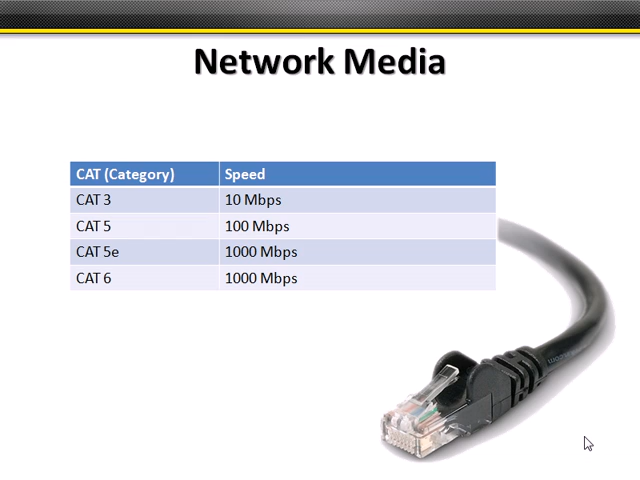 Network Media
CAT (Category) Speed
CAT 3 10 Mbps
CAT 5 100 Mbps
CAT 5e 1000 Mbps
CAT 6 1000 Mbps